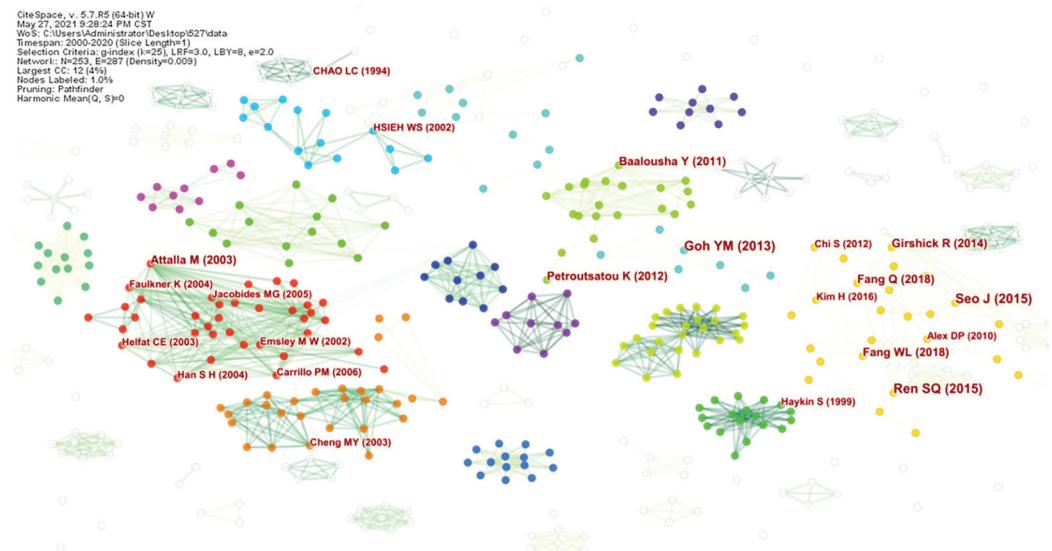 CiteSpace, v. 5.7.R5 (64-bit) W
May 27, 2021 9:28:24 PM CST
WoS: C:\Users\Administrator\Desktop\527\data
Timespan: 2000-2020 (Slice Length=1)
Selection Criteria: g-index (k=25), LRF=3.0, LBY=8, e=2.0
Network: N=253, E=287 (Density=0.009)
Largest CC: 12 (4%)
Nodes Labeled: 1.0%
Pruning: Pathfinder
Harmonic Mean(Q, S)=0
CHAO LC (1994)
HSIEH WS (2002)
Baalousha Y (2011)
Goh YM (2013)
Chi S (2012)
Girshick R (2014)
Attalla M (2003)
Petroutsatou K (2012)
Fang Q (2018)
Faulkner K (2004)
Jacobides MG (2005)
Kim H (2016)
Seo J (2015)
Helfat CE (2003)
Emsley M W (2002)
Alex DP (2010)
Fang WL (2018)
Han S H (2004)
Carrillo PM (2006)
Ren SQ (2015)
Haykin S (1999)
Cheng MY (2003)